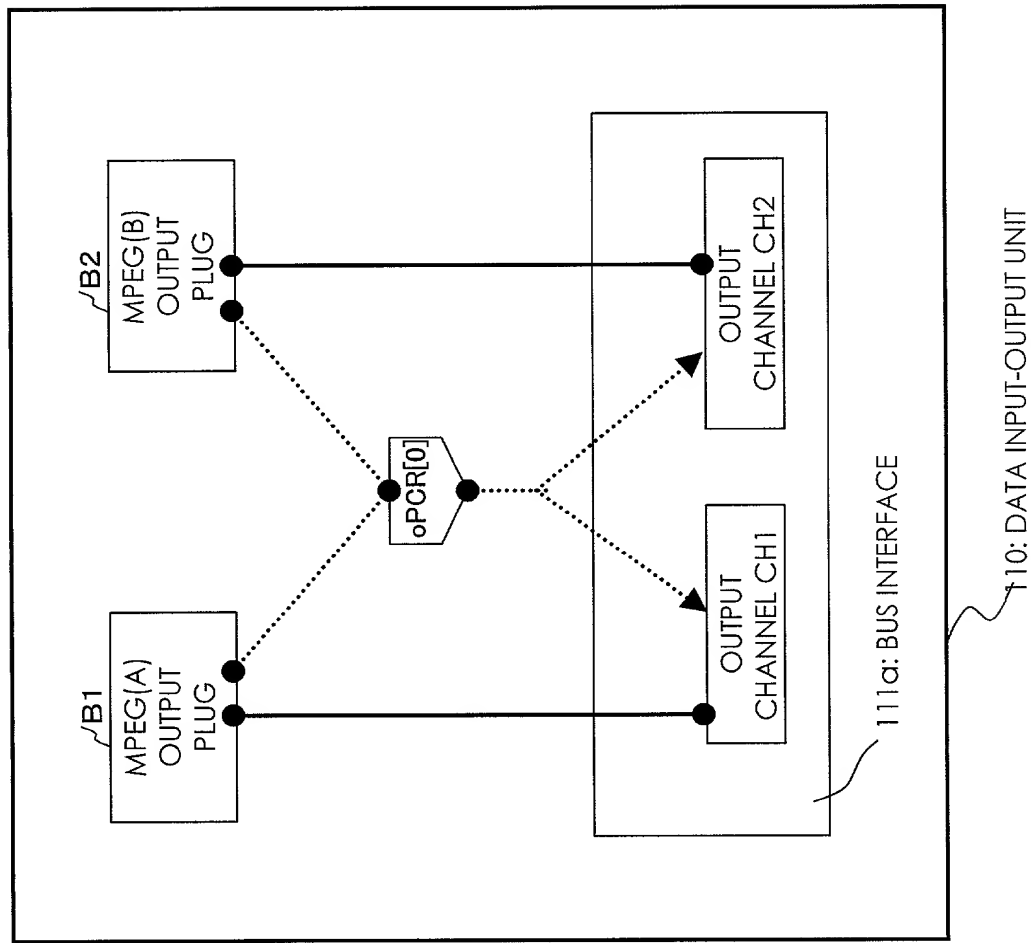 B1
MPEG(A)
OUTPUT
PLUG
B2
MPEG(B)
OUTPUT
PLUG
oPCR[0]
OUTPUT
CHANNEL CH1
OUTPUT
CHANNEL CH2
111a: BUS INTERFACE
110: DATA INPUT-OUTPUT UNIT